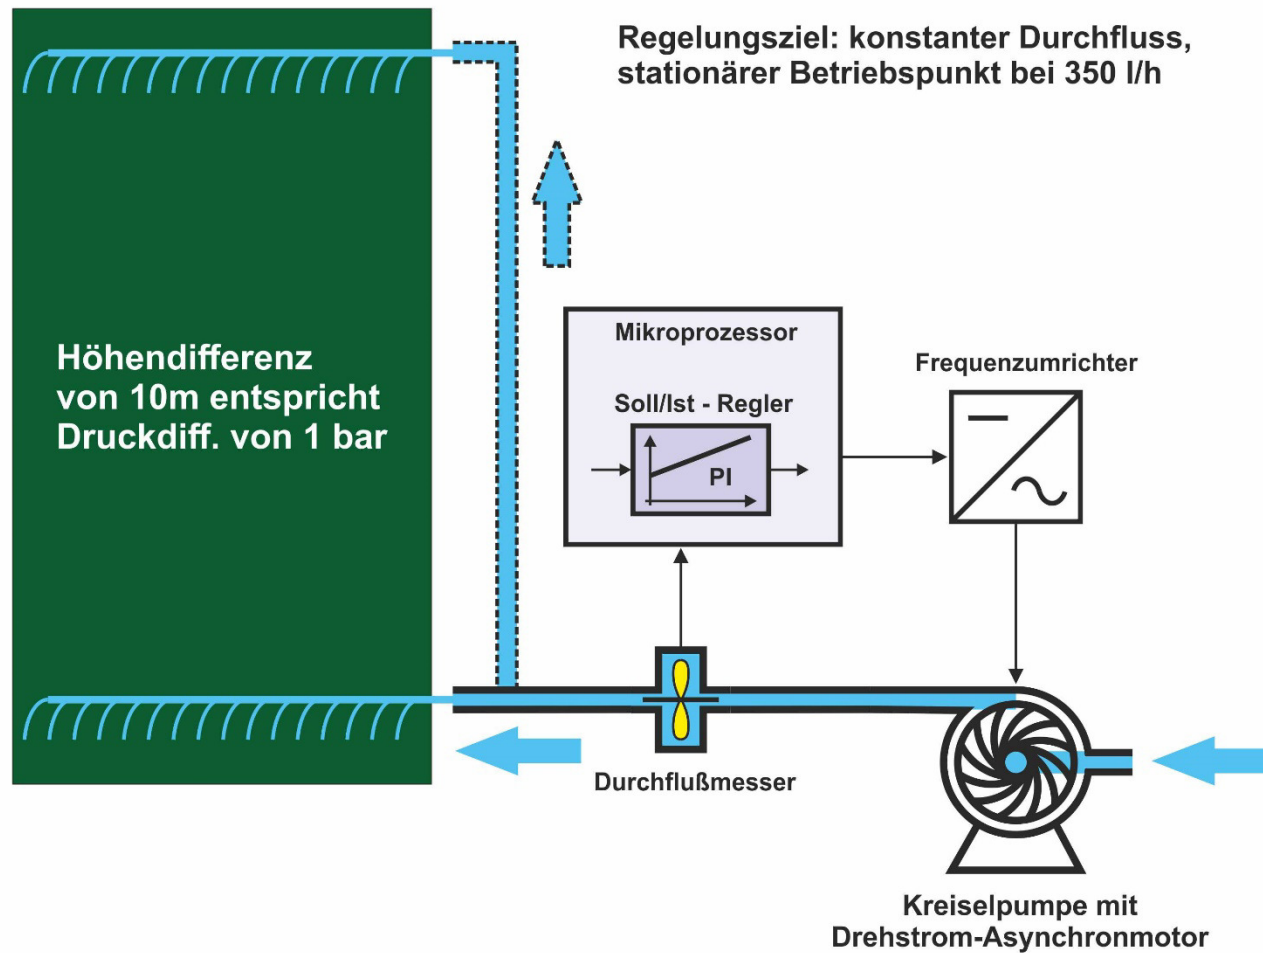 Regelungsziel: konstanter Durchfluss,
stationärer Betriebspunkt bei 350 l/h
Mikroprozessor
Soll/Ist - Regler
PI
Frequenzumrichter
Höhendifferenz
von 10m entspricht
Druckdiff. von 1 bar
Durchflußmesser
Kreiselpumpe mit
Drehstrom-Asynchronmotor